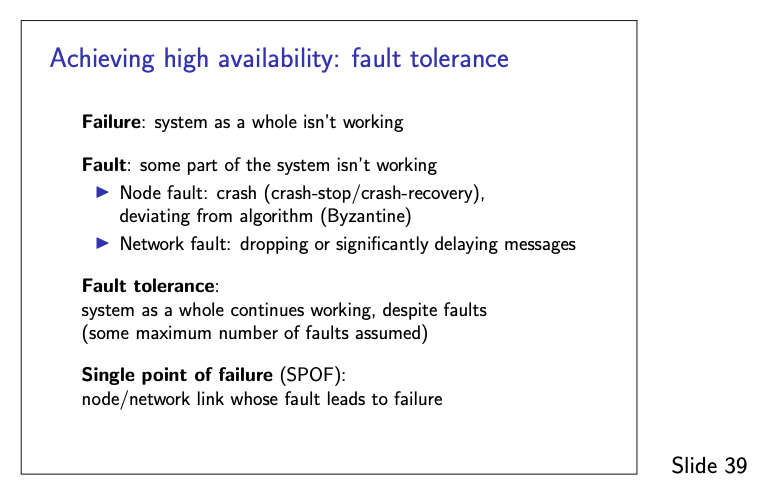 Achieving high availability: fault tolerance
Failure: system as a whole isn't working
Fault: some part of the system isn't working
▶ Node fault: crash (crash-stop/crash-recovery),
deviating from algorithm (Byzantine)
▶ Network fault: dropping or significantly delaying messages
Fault tolerance:
system as a whole continues working, despite faults
(some maximum number of faults assumed)
Single point of failure (SPOF):
node/network link whose fault leads to failure
Slide 39